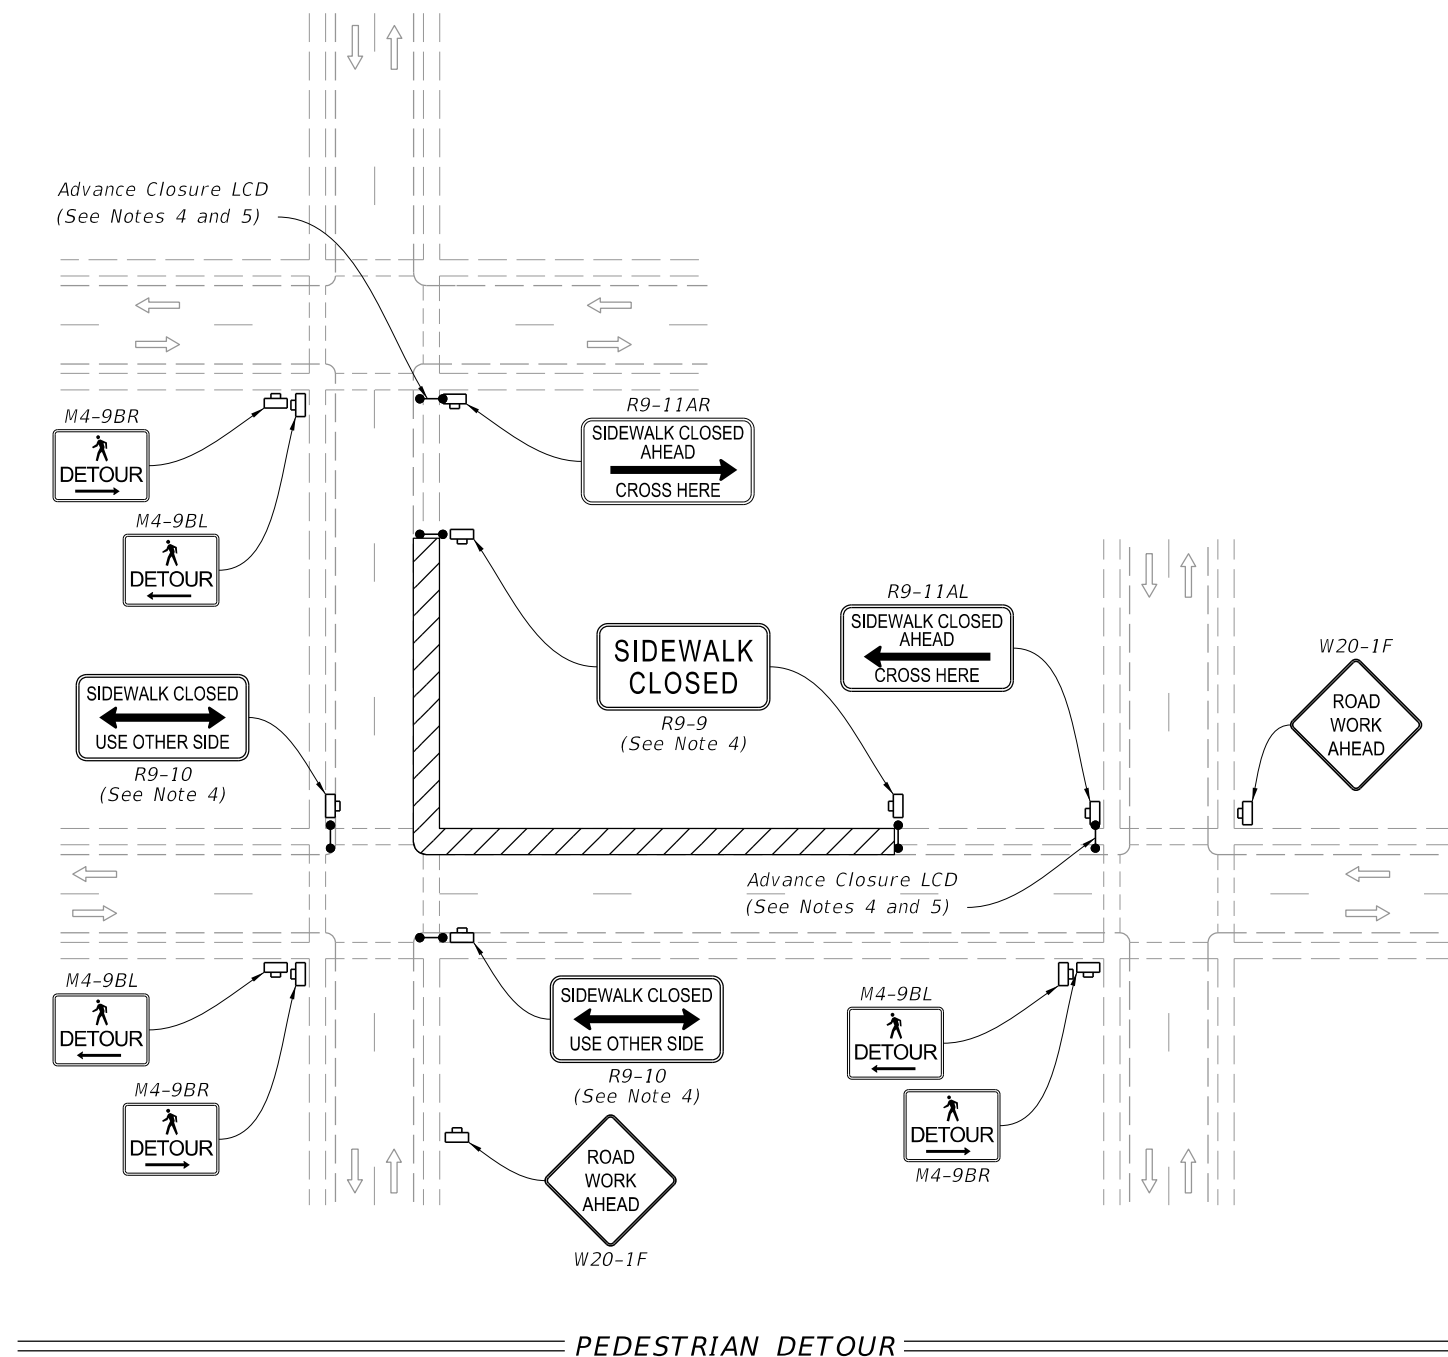 Advance Closure LCD
(See Notes 4 and 5)
M4-9BR
DETOUR
M4-9BL
DETOUR
R9-11AR
SIDEWALK CLOSED
AHEAD
CROSS HERE
SIDEWALK
CLOSED
R9-9
(See Note 4)
R9-11AL
SIDEWALK CLOSED
AHEAD
CROSS HERE
W20-1F
ROAD
WORK
AHEAD
SIDEWALK CLOSED
USE OTHER SIDE
R9-10
(See Note 4)
Advance Closure LCD
(See Notes 4 and 5)
M4-9BL
DETOUR
M4-9BR
DETOUR
SIDEWALK CLOSED
USE OTHER SIDE
R9-10
(See Note 4)
ROAD
WORK
AHEAD
W20-1F
M4-9BL
DETOUR
DETOUR
M4-9BR
PEDESTRIAN DETOUR